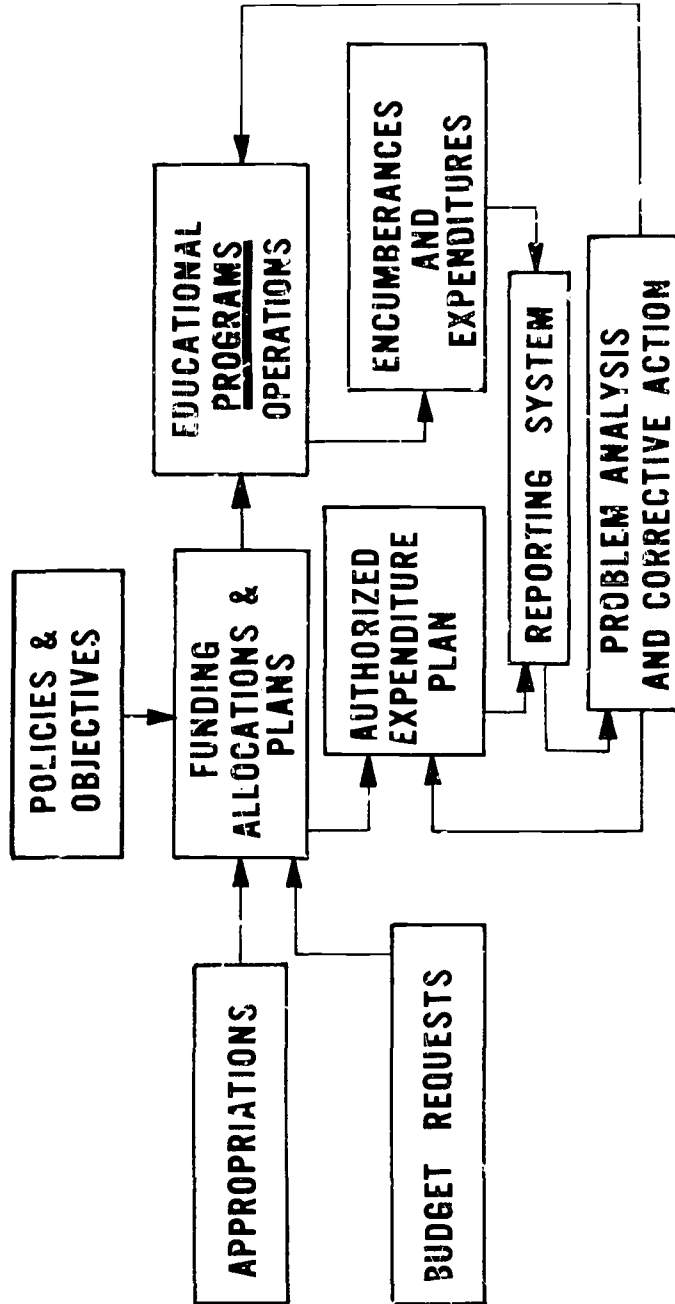 POLICIES &
OBJECTIVES
APPROPRIATIONS
BUDGET REQUESTS
FUNDING
ALLOCATIONS &
PLANS
AUTHORIZED
EXPENDITURE
PLAN
EDUCATIONAL
PROGRAMS
OPERATIONS
ENCUMBERANCES
AND
EXPENDITURES
REPORTING SYSTEM
PROBLEM ANALYSIS
AND CORRECTIVE ACTION